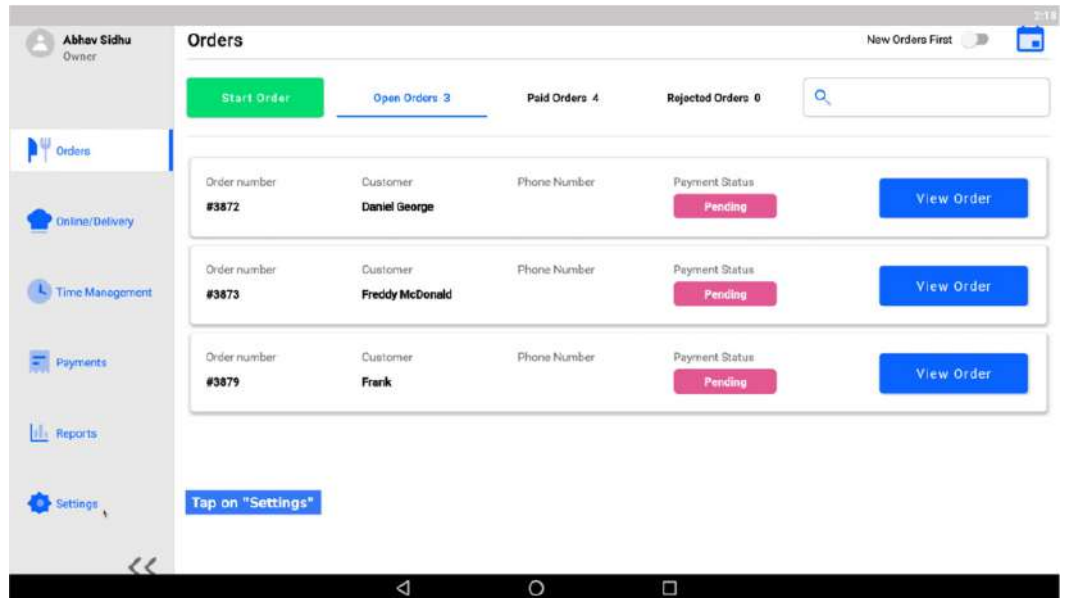 2:18
Abhav Sidhu
Owner
Orders
New Orders First
Start Order
Open Orders 3
Paid Orders 4
Rejected Orders 0
Orders
Online/Delivery
Time Management
Payments
Reports
Settings
Order number
Customer
Phone Number
Payment Status
#3872
Daniel George
Pending
View Order
Order number
Customer
Phone Number
Payment Status
#3873
Freddy McDonald
Pending
View Order
Order number
Customer
Phone Number
Payment Status
#3879
Frank
Pending
View Order
Tap on "Settings"